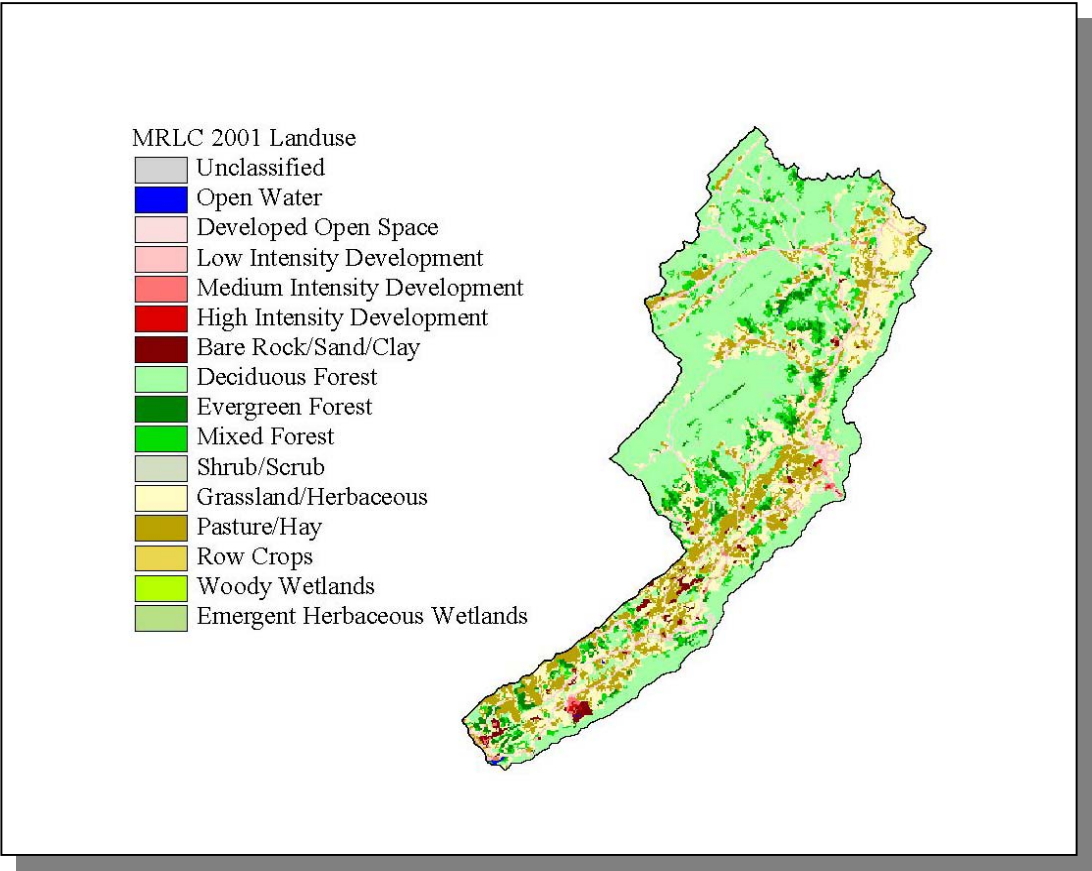 MRLC 2001 Landuse
Unclassified
Open Water
Developed Open Space
Low Intensity Development
Medium Intensity Development
High Intensity Development
Bare Rock/Sand/Clay
Deciduous Forest
Evergreen Forest
Mixed Forest
Shrub/Scrub
Grassland/Herbaceous
Pasture/Hay
Row Crops
Woody Wetlands
Emergent Herbaceous Wetlands